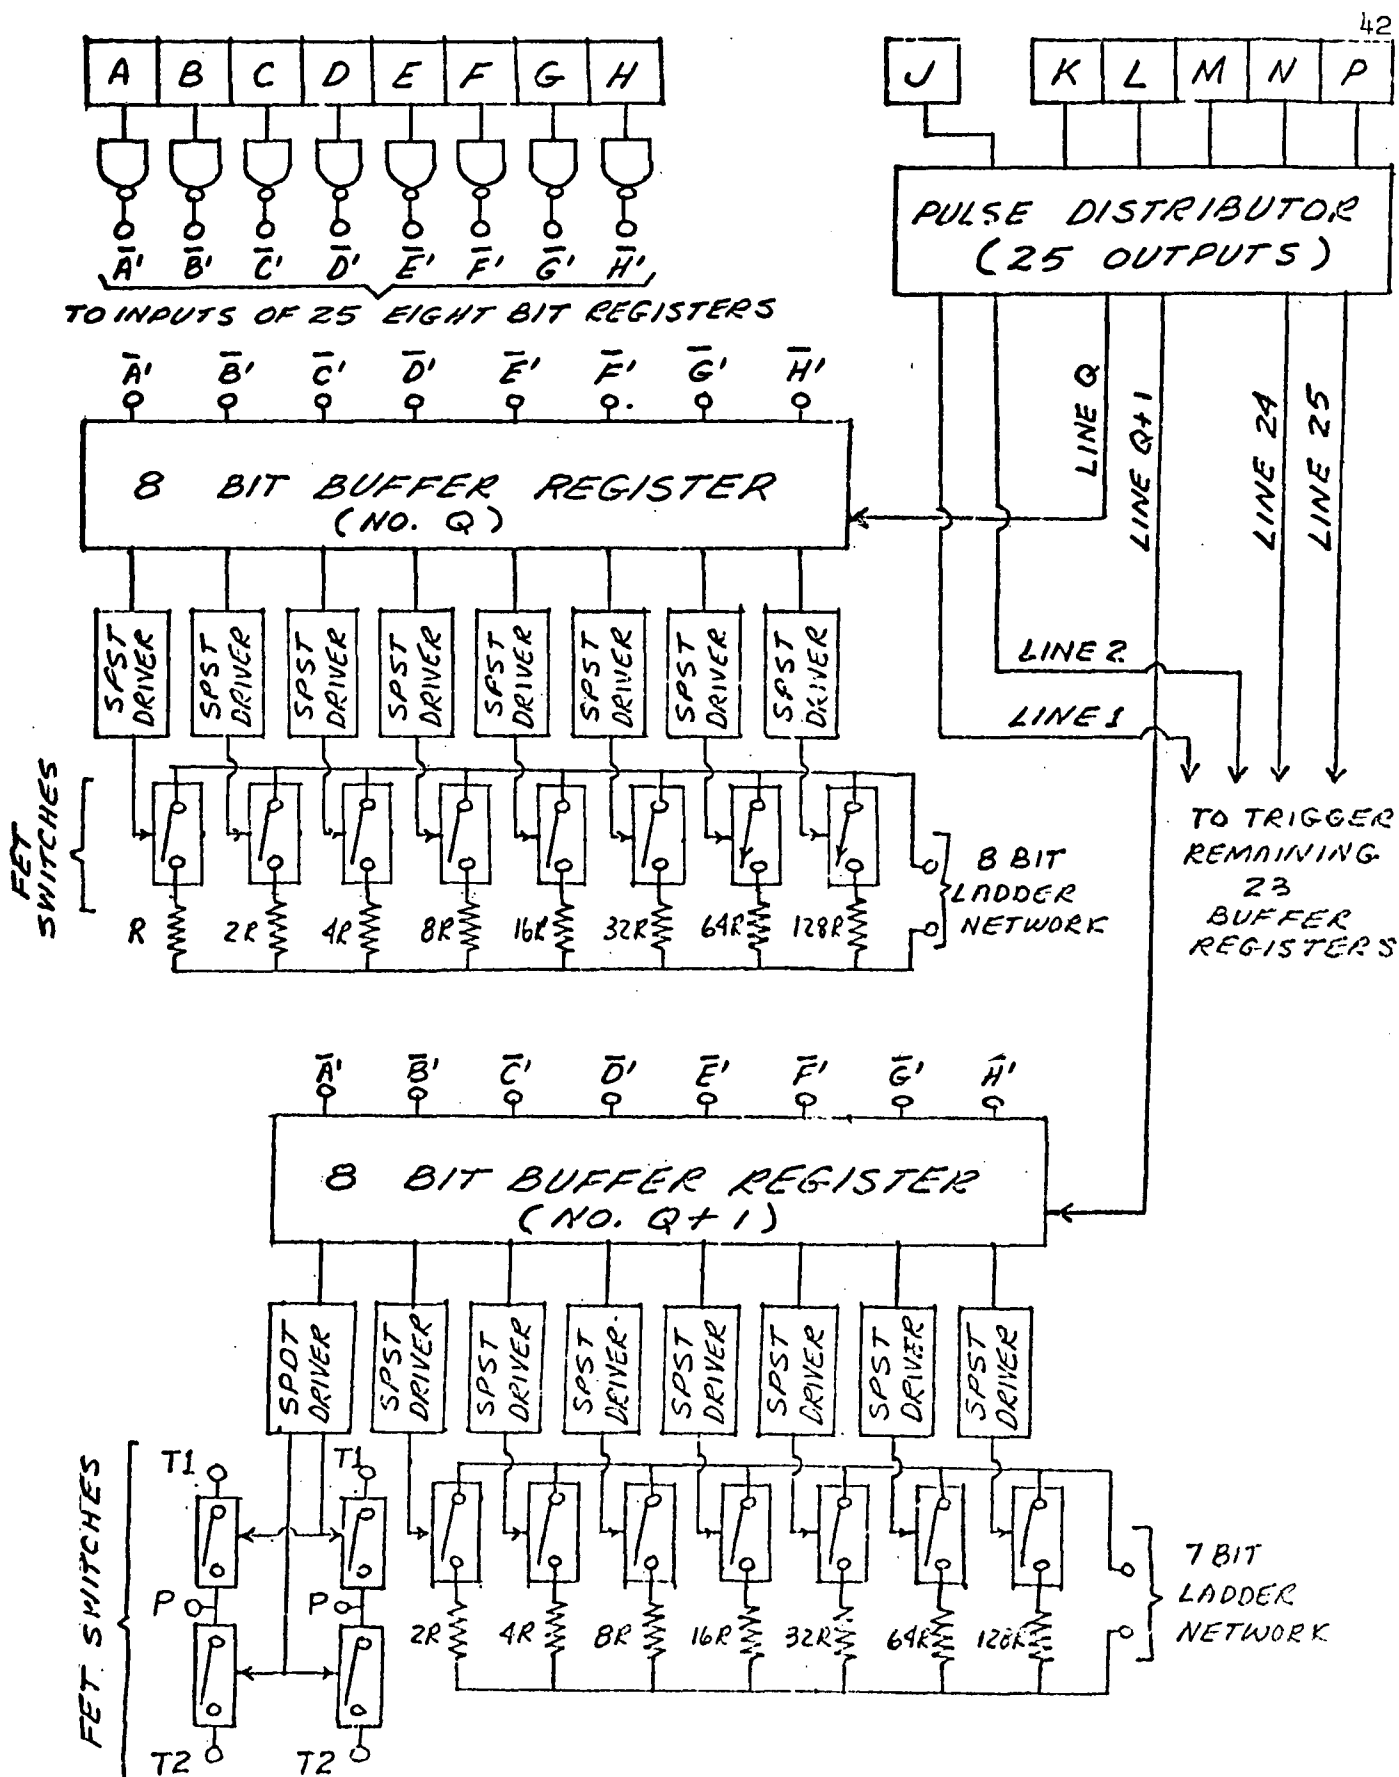 42
A B C D E F G H
J
K L M N P
PULSE DISTRIBUTOR
(25 OUTPUTS)
A̅' B̅' C̅' D̅' E̅' F̅' G̅' H̅'
TO INPUTS OF 25 EIGHT BIT REGISTERS
A̅' B̅' C̅' D̅' E̅' F̅' G̅' H̅'
8 BIT BUFFER REGISTER
(NO. Q)
LINE Q
LINE Q+1
LINE 24
LINE 25
SPST DRIVER
SPST DRIVER
SPST DRIVER
SPST DRIVER
SPST DRIVER
SPST DRIVER
SPST DRIVER
SPST DRIVER
LINE 2
LINE 1
FET
SWITCHES
R 2R 4R 8R 16R 32R 64R 128R
8 BIT
LADDER
NETWORK
TO TRIGGER
REMAINING
23
BUFFER
REGISTERS
A̅' B̅' C̅' D̅' E̅' F̅' G̅' H̅'
8 BIT BUFFER REGISTER
(NO. Q+1)
SPDT DRIVER
SPST DRIVER
SPST DRIVER
SPST DRIVER
SPST DRIVER
SPST DRIVER
SPST DRIVER
SPST DRIVER
FET SWITCHES
T1 T1
P P
T2 T2
2R 4R 8R 16R 32R 64R 128R
7 BIT
LADDER
NETWORK